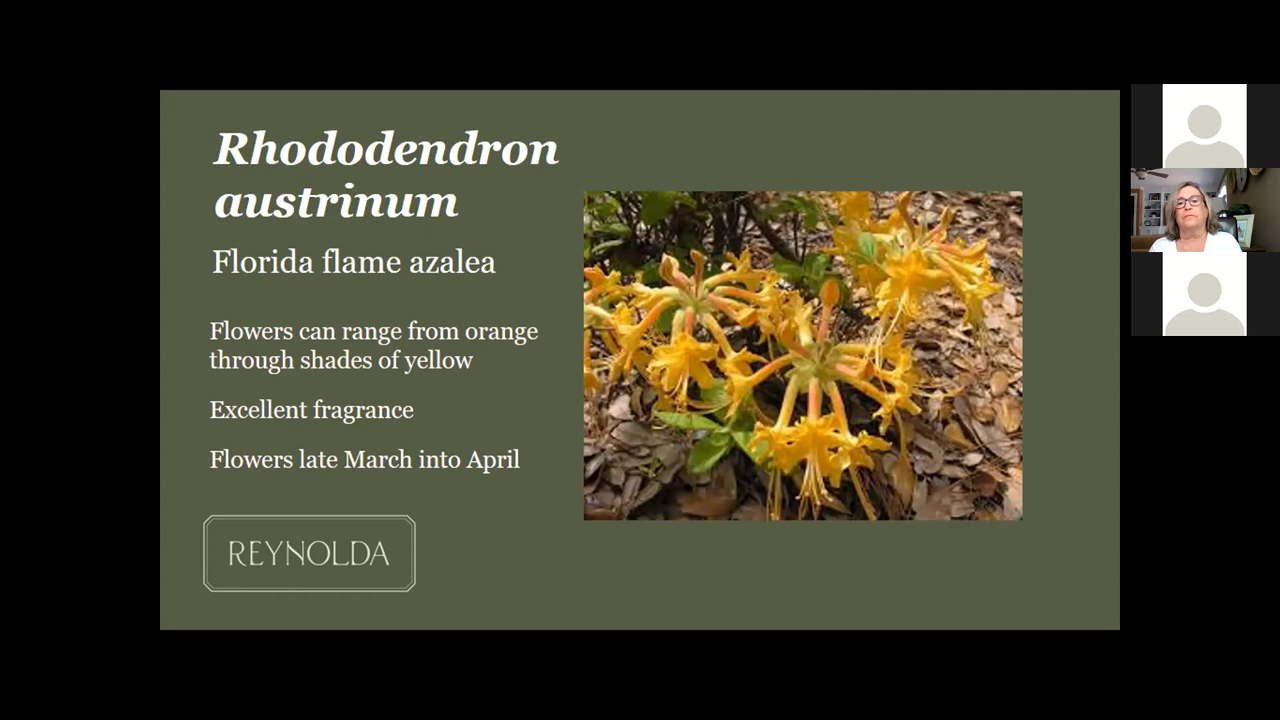 Rhododendron
austrinum
Florida flame azalea
Flowers can range from orange
through shades of yellow
Excellent fragrance
Flowers late March into April
REYNOLDA